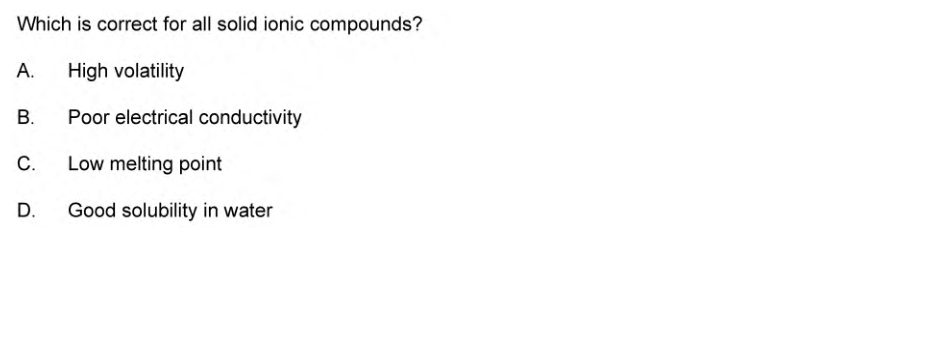 Which is correct for all solid ionic compounds?
A. High volatility
B. Poor electrical conductivity
C. Low melting point
D. Good solubility in water